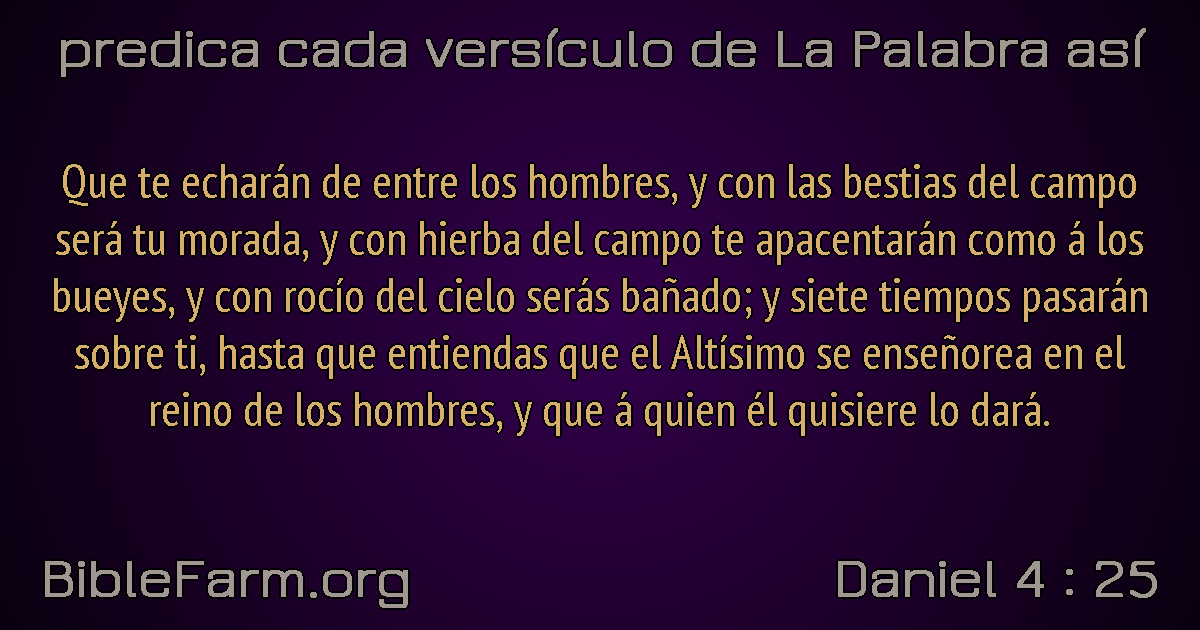 predica cada versículo de La Palabra así
Que te echarán de entre los hombres, y con las bestias del campo
será tu morada, y con hierba del campo te apacentarán como á los
bueyes, y con rocío del cielo serás bañado; y siete tiempos pasarán
sobre ti, hasta que entiendas que el Altísimo se enseñorea en el
reino de los hombres, y que á quien él quisiere lo dará.
BibleFarm.org
Daniel 4 : 25